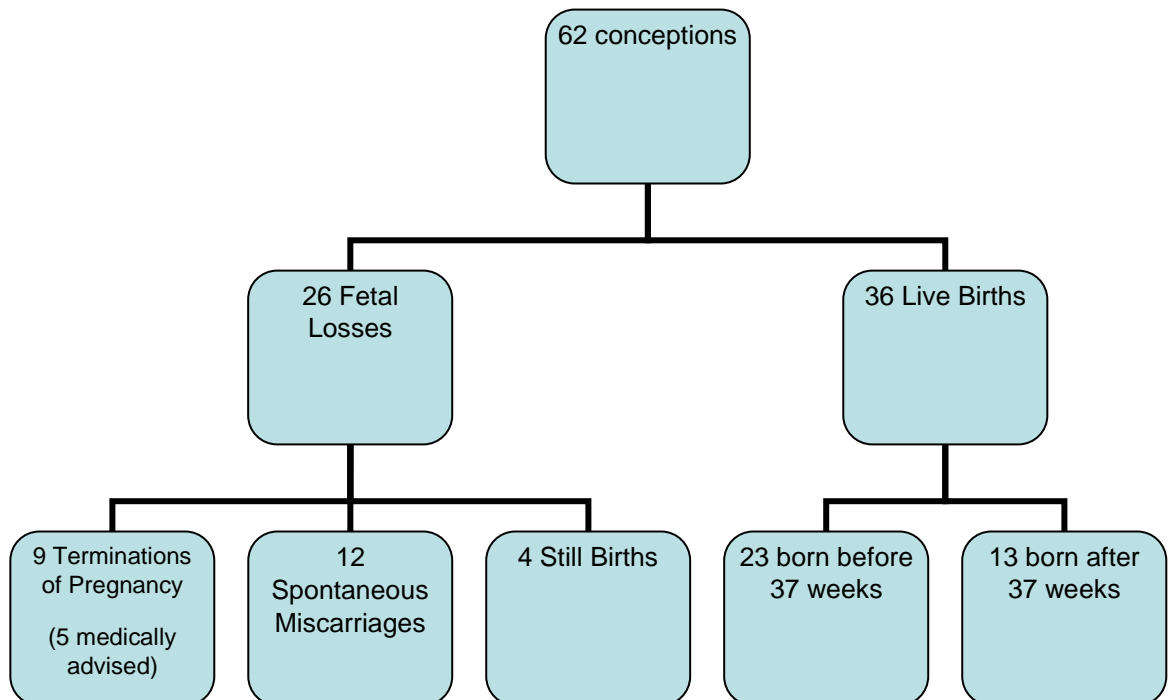 62 conceptions
26 Fetal
Losses
36 Live Births
9 Terminations
of Pregnancy
(5 medically
advised)
12
Spontaneous
Miscarriages
4 Still Births
23 born before
37 weeks
13 born after
37 weeks